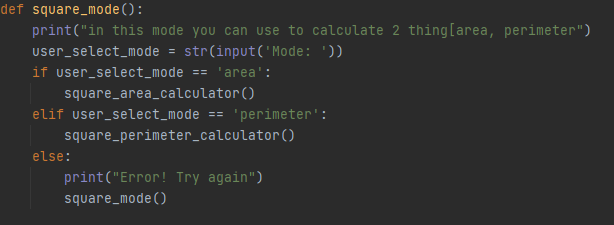 def square_mode():
    print("in this mode you can use to calculate 2 thing[area, perimeter")
    user_select_mode = str(input('Mode: '))
    if user_select_mode == 'area':
        square_area_calculator()
    elif user_select_mode == 'perimeter':
        square_perimeter_calculator()
    else:
        print("Error! Try again")
        square_mode()